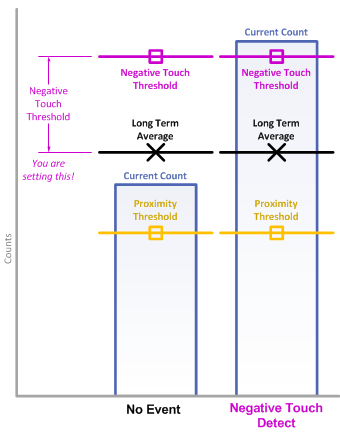 Current Count
Negative Touch
Threshold
Negative Touch
Threshold
Negative
Touch
Threshold
Long Term
Average
Long Term
Average
You are
setting this!
Current Count
Proximity
Threshold
Proximity
Threshold
Counts
No Event
Negative Touch
Detect